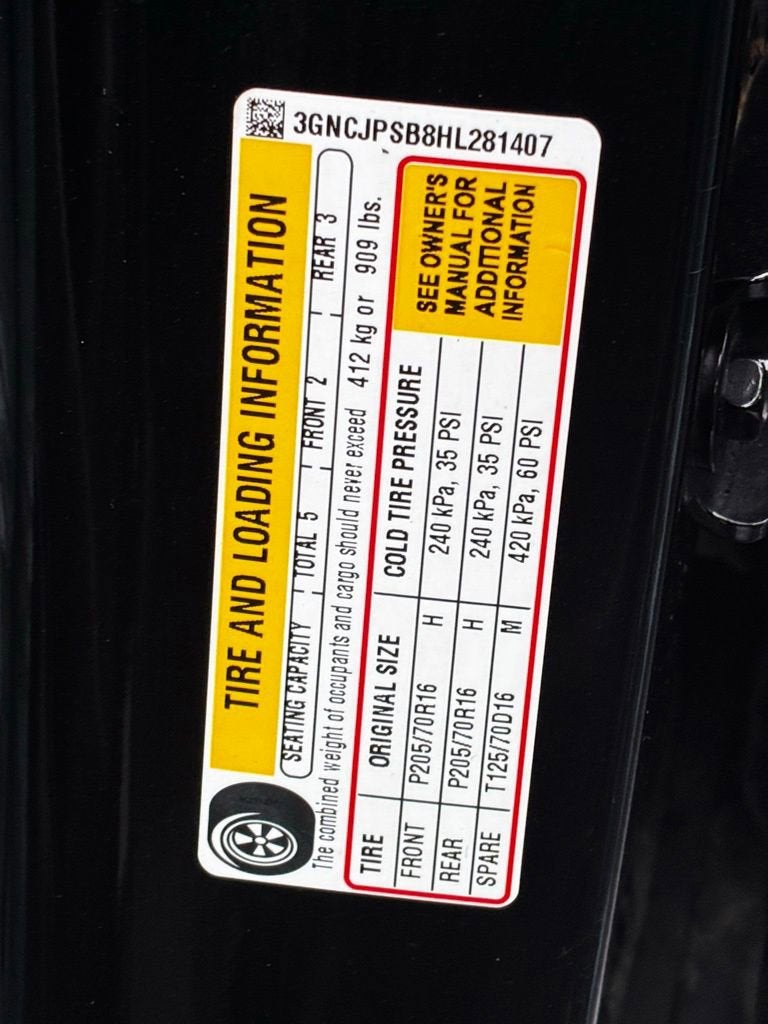 3GNCJPSB8HL281407
TIRE AND LOADING INFORMATION
SEATING CAPACITY TOTAL 5 FRONT 2 REAR 3
The combined weight of occupants and cargo should never exceed 412 kg or 909 lbs.
TIRE ORIGINAL SIZE COLD TIRE PRESSURE
FRONT P205/70R16 H 240 kPa, 35 PSI
REAR P205/70R16 H 240 kPa, 35 PSI
SPARE T125/70D16 M 420 kPa, 60 PSI
SEE OWNER'S
MANUAL FOR
ADDITIONAL
INFORMATION